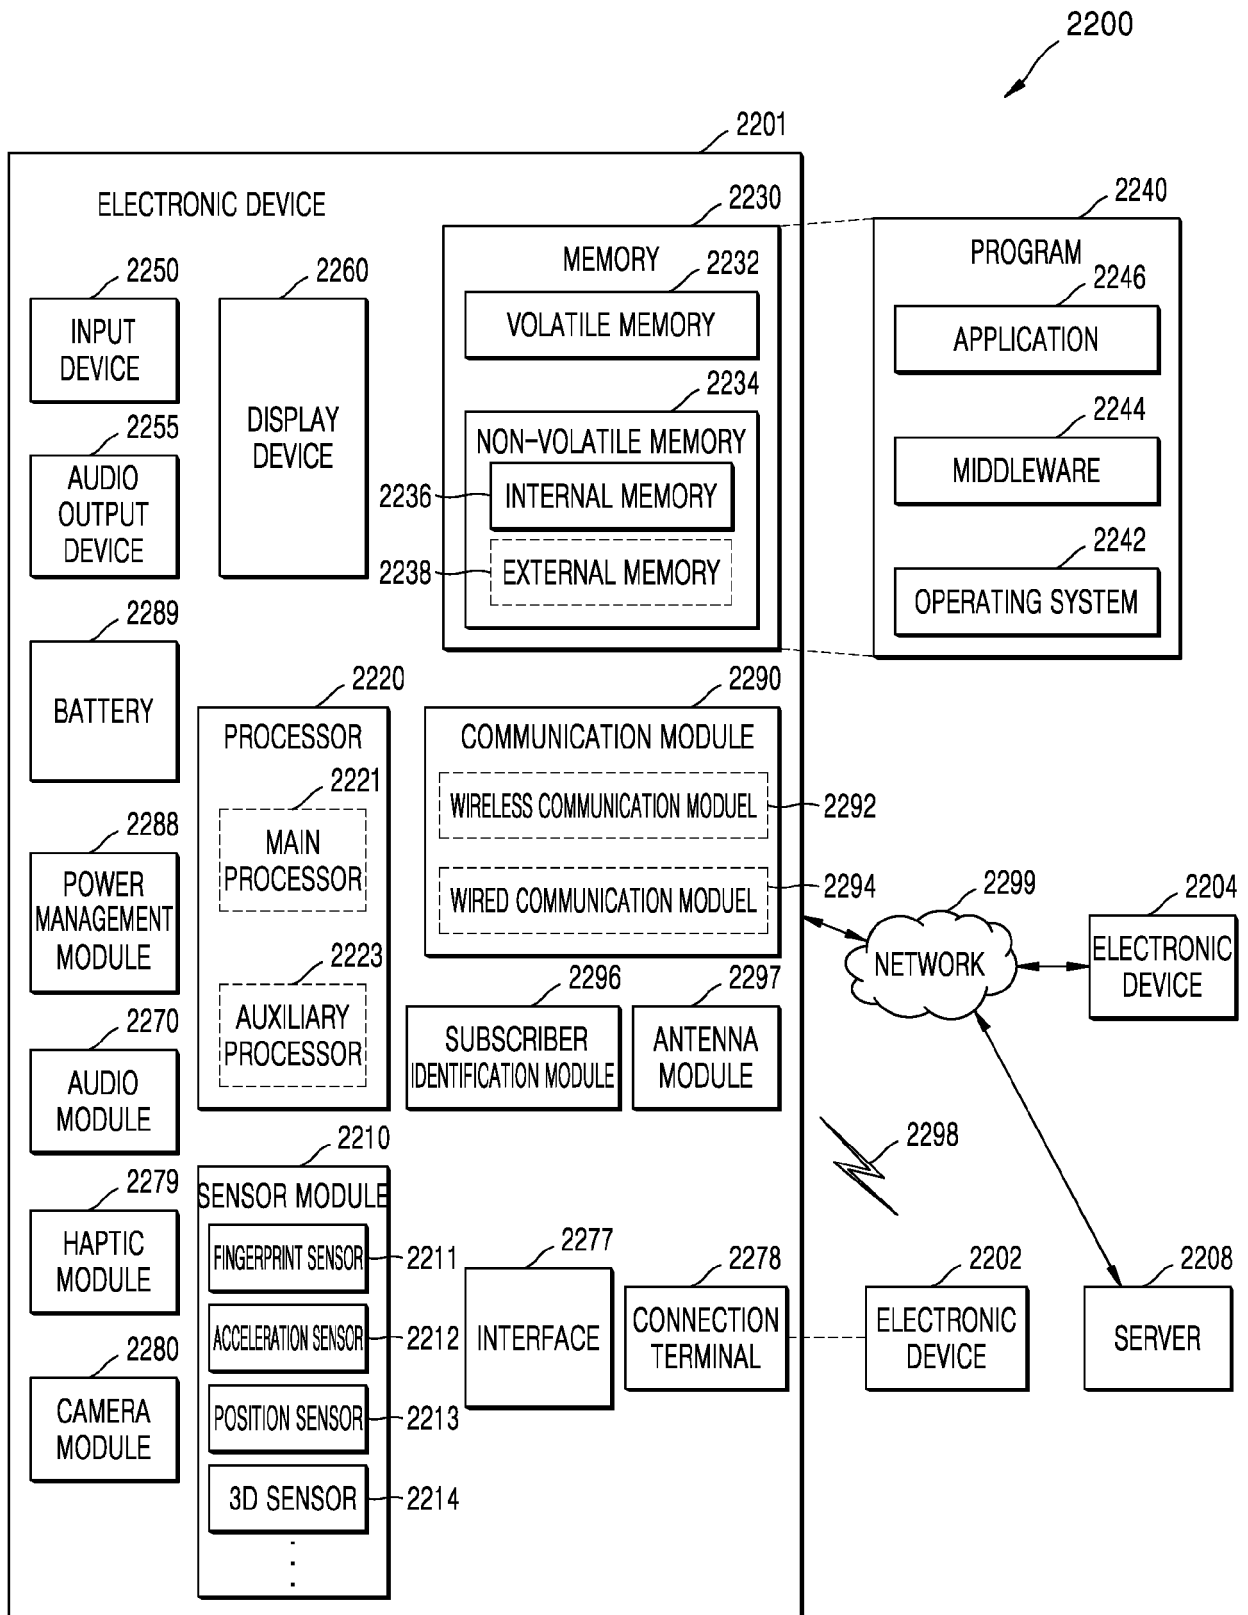 2200
2201
ELECTRONIC DEVICE
2230
MEMORY
2232
VOLATILE MEMORY
2234
NON-VOLATILE MEMORY
2236
INTERNAL MEMORY
2238
EXTERNAL MEMORY
2240
PROGRAM
2246
APPLICATION
2244
MIDDLEWARE
2242
OPERATING SYSTEM
2250
INPUT
DEVICE
2260
DISPLAY
DEVICE
2255
AUDIO
OUTPUT
DEVICE
2289
BATTERY
2220
PROCESSOR
2221
MAIN
PROCESSOR
2223
AUXILIARY
PROCESSOR
2290
COMMUNICATION MODULE
WIRELESS COMMUNICATION MODUEL
2292
WIRED COMMUNICATION MODUEL
2294
2288
POWER
MANAGEMENT
MODULE
2296
SUBSCRIBER
IDENTIFICATION MODULE
2297
ANTENNA
MODULE
2299
NETWORK
2204
ELECTRONIC
DEVICE
2270
AUDIO
MODULE
2298
2279
HAPTIC
MODULE
2210
SENSOR MODULE
FINGERPRINT SENSOR
2211
ACCELERATION SENSOR
2212
POSITION SENSOR
2213
3D SENSOR
2214
2277
INTERFACE
2278
CONNECTION
TERMINAL
2202
ELECTRONIC
DEVICE
2208
SERVER
2280
CAMERA
MODULE